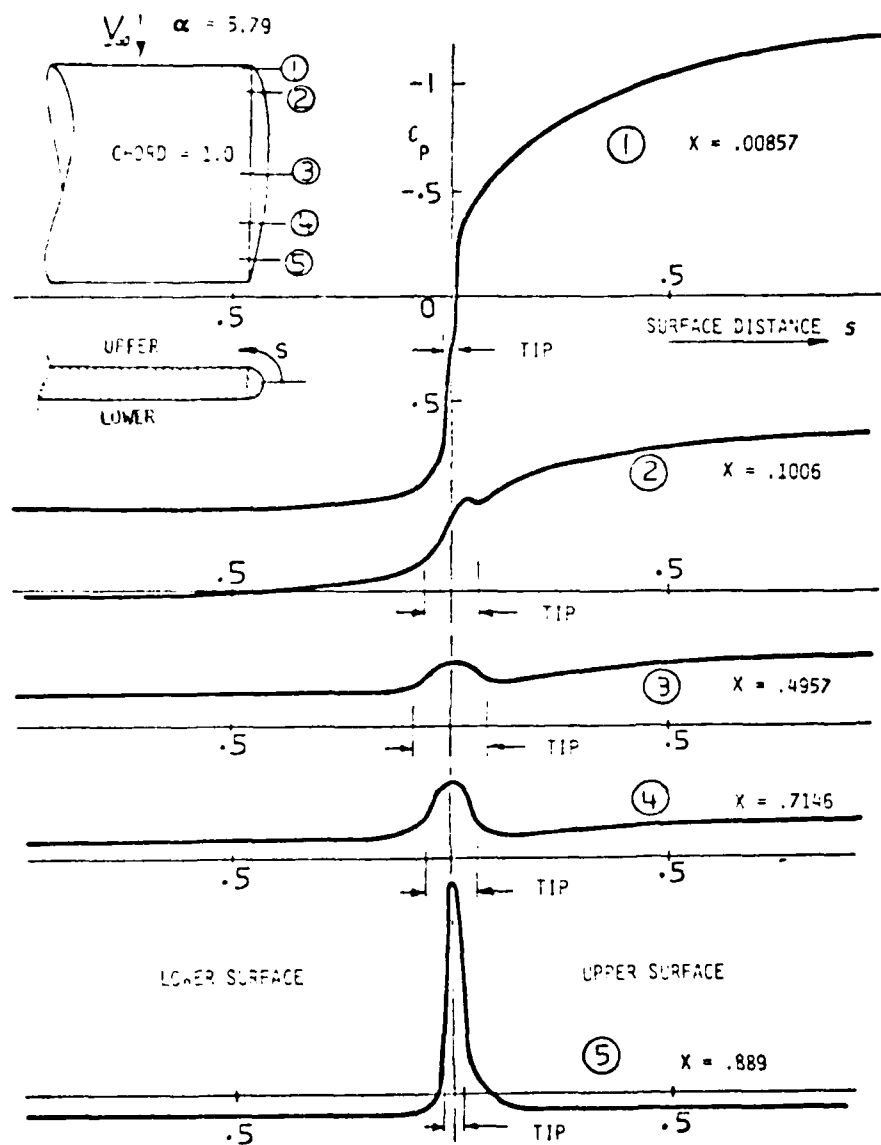 V∞ α = 5.79
①
②
CHORD = 1.0
③
④
⑤
-1
C_P
-.5
① X = .00857
.5
0
.5
SURFACE DISTANCE S
TIP
UPPER
S
LOWER
.5
② X = .1006
.5
.5
TIP
③ X = .4957
.5
TIP
.5
④ X = .7146
.5
TIP
.5
LOWER SURFACE
UPPER SURFACE
⑤ X = .889
.5
TIP
.5